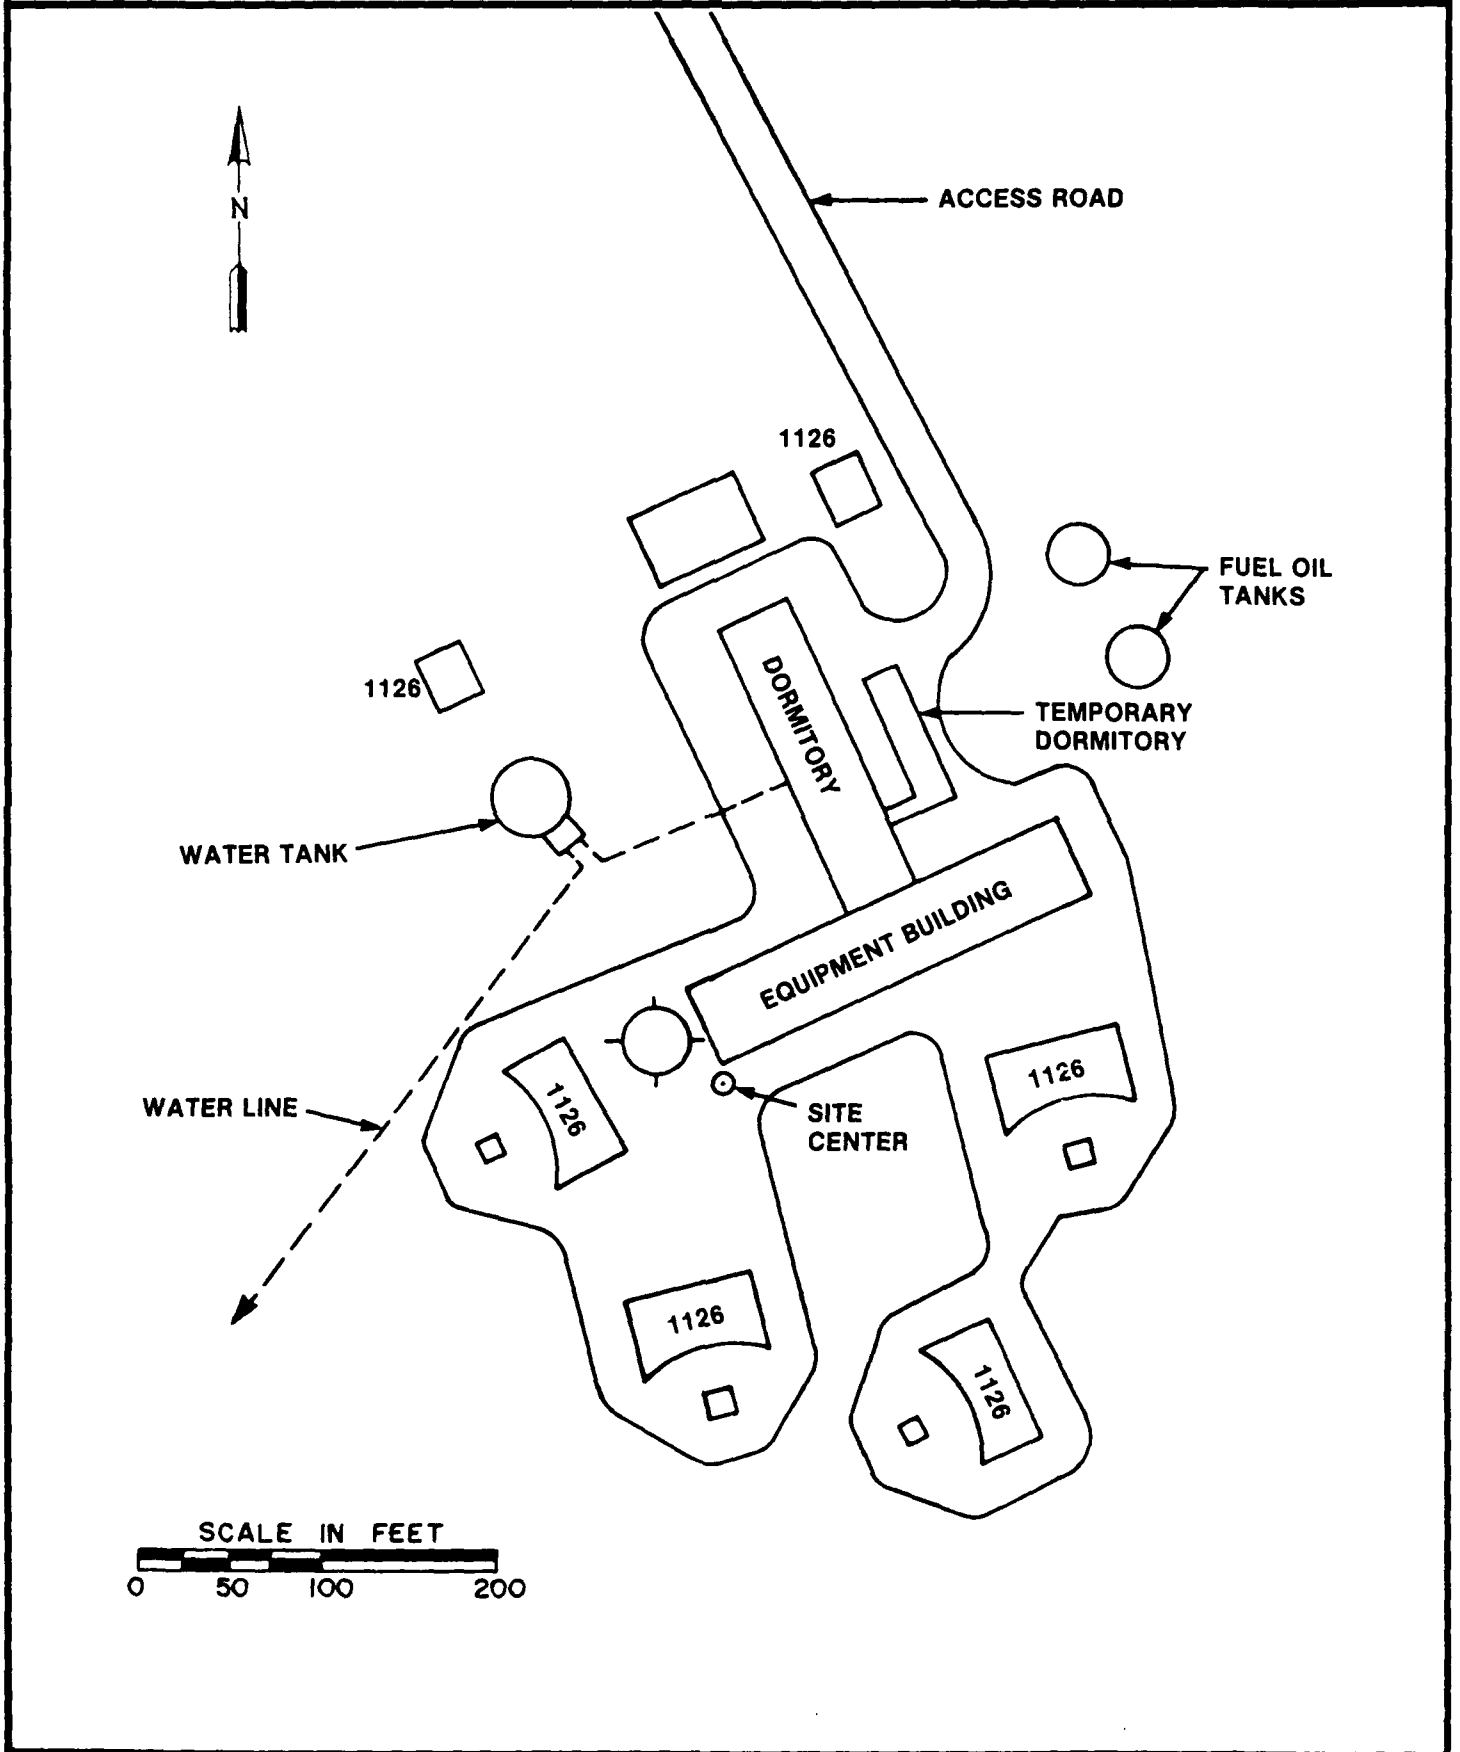 N
ACCESS ROAD
1126
FUEL OIL
TANKS
1126
DORMITORY
TEMPORARY
DORMITORY
WATER TANK
EQUIPMENT BUILDING
1126
WATER LINE
1126
SITE
CENTER
1126
1126
SCALE IN FEET
0 50 100 200